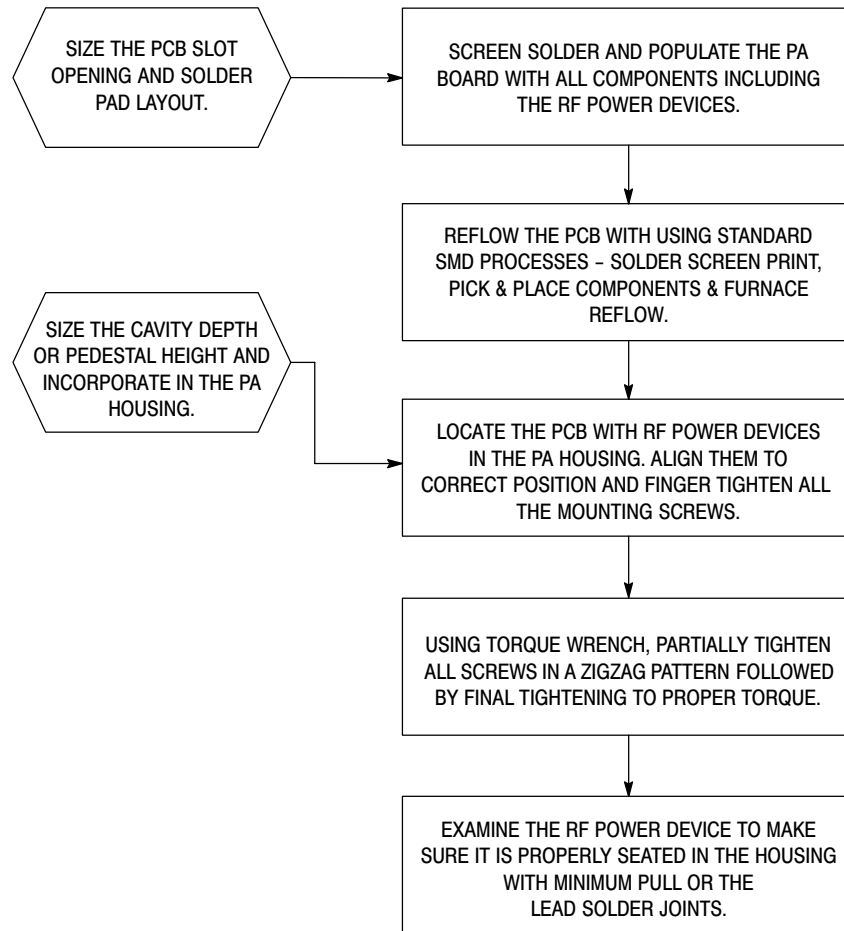 SIZE THE PCB SLOT
OPENING AND SOLDER
PAD LAYOUT.
SCREEN SOLDER AND POPULATE THE PA
BOARD WITH ALL COMPONENTS INCLUDING
THE RF POWER DEVICES.
REFLOW THE PCB WITH USING STANDARD
SMD PROCESSES – SOLDER SCREEN PRINT,
PICK & PLACE COMPONENTS & FURNACE
REFLOW.
SIZE THE CAVITY DEPTH
OR PEDESTAL HEIGHT AND
INCORPORATE IN THE PA
HOUSING.
LOCATE THE PCB WITH RF POWER DEVICES
IN THE PA HOUSING. ALIGN THEM TO
CORRECT POSITION AND FINGER TIGHTEN ALL
THE MOUNTING SCREWS.
USING TORQUE WRENCH, PARTIALLY TIGHTEN
ALL SCREWS IN A ZIGZAG PATTERN FOLLOWED
BY FINAL TIGHTENING TO PROPER TORQUE.
EXAMINE THE RF POWER DEVICE TO MAKE
SURE IT IS PROPERLY SEATED IN THE HOUSING
WITH MINIMUM PULL OR THE
LEAD SOLDER JOINTS.